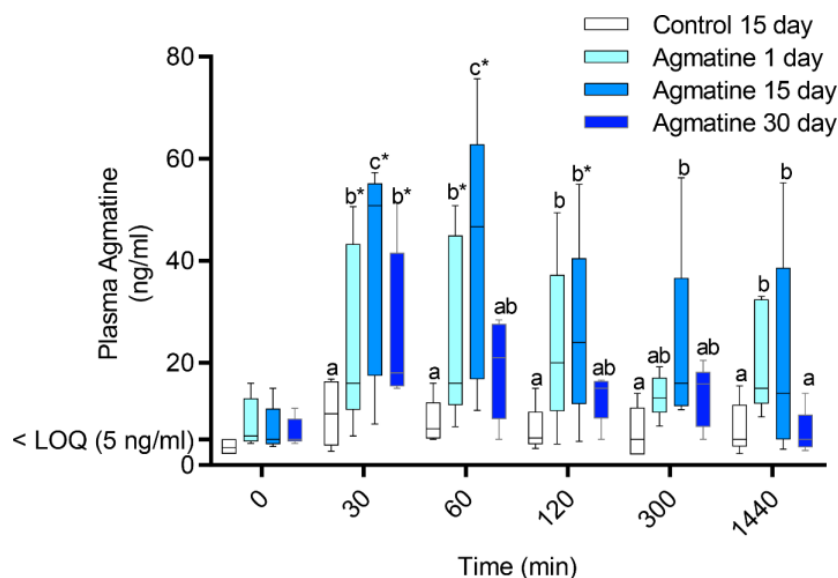 Control 15 day
Agmatine 1 day
Agmatine 15 day
Agmatine 30 day
Plasma Agmatine
(ng/ml)
80
60
40
20
< LOQ (5 ng/ml)
0
a b* c* b*
a b* c* ab
a b b* ab
a ab b ab
a b b a
0 30 60 120 300 1440
Time (min)